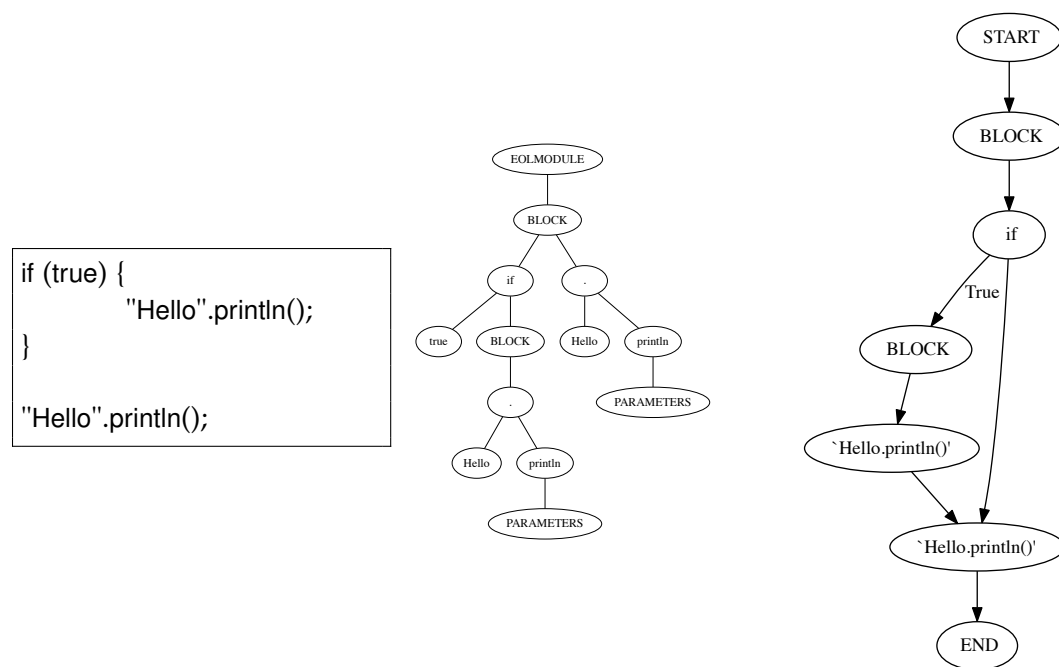 if (true) {
"Hello".println();
}
"Hello".println();
EOLMODULE
BLOCK
if
.
true
BLOCK
Hello
println
.
PARAMETERS
Hello
println
PARAMETERS
START
BLOCK
if
True
BLOCK
`Hello.println()'
`Hello.println()'
END